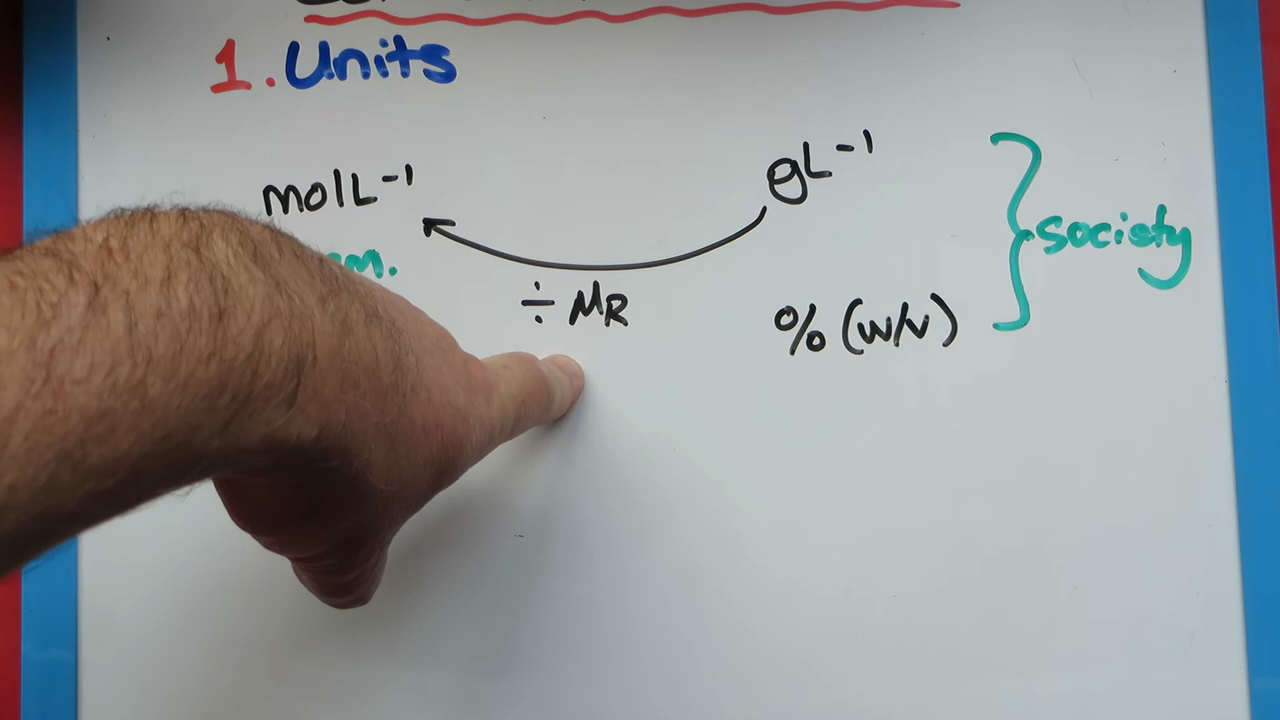 1. Units
molL⁻¹
gL⁻¹
society
÷ MR
% (w/v)